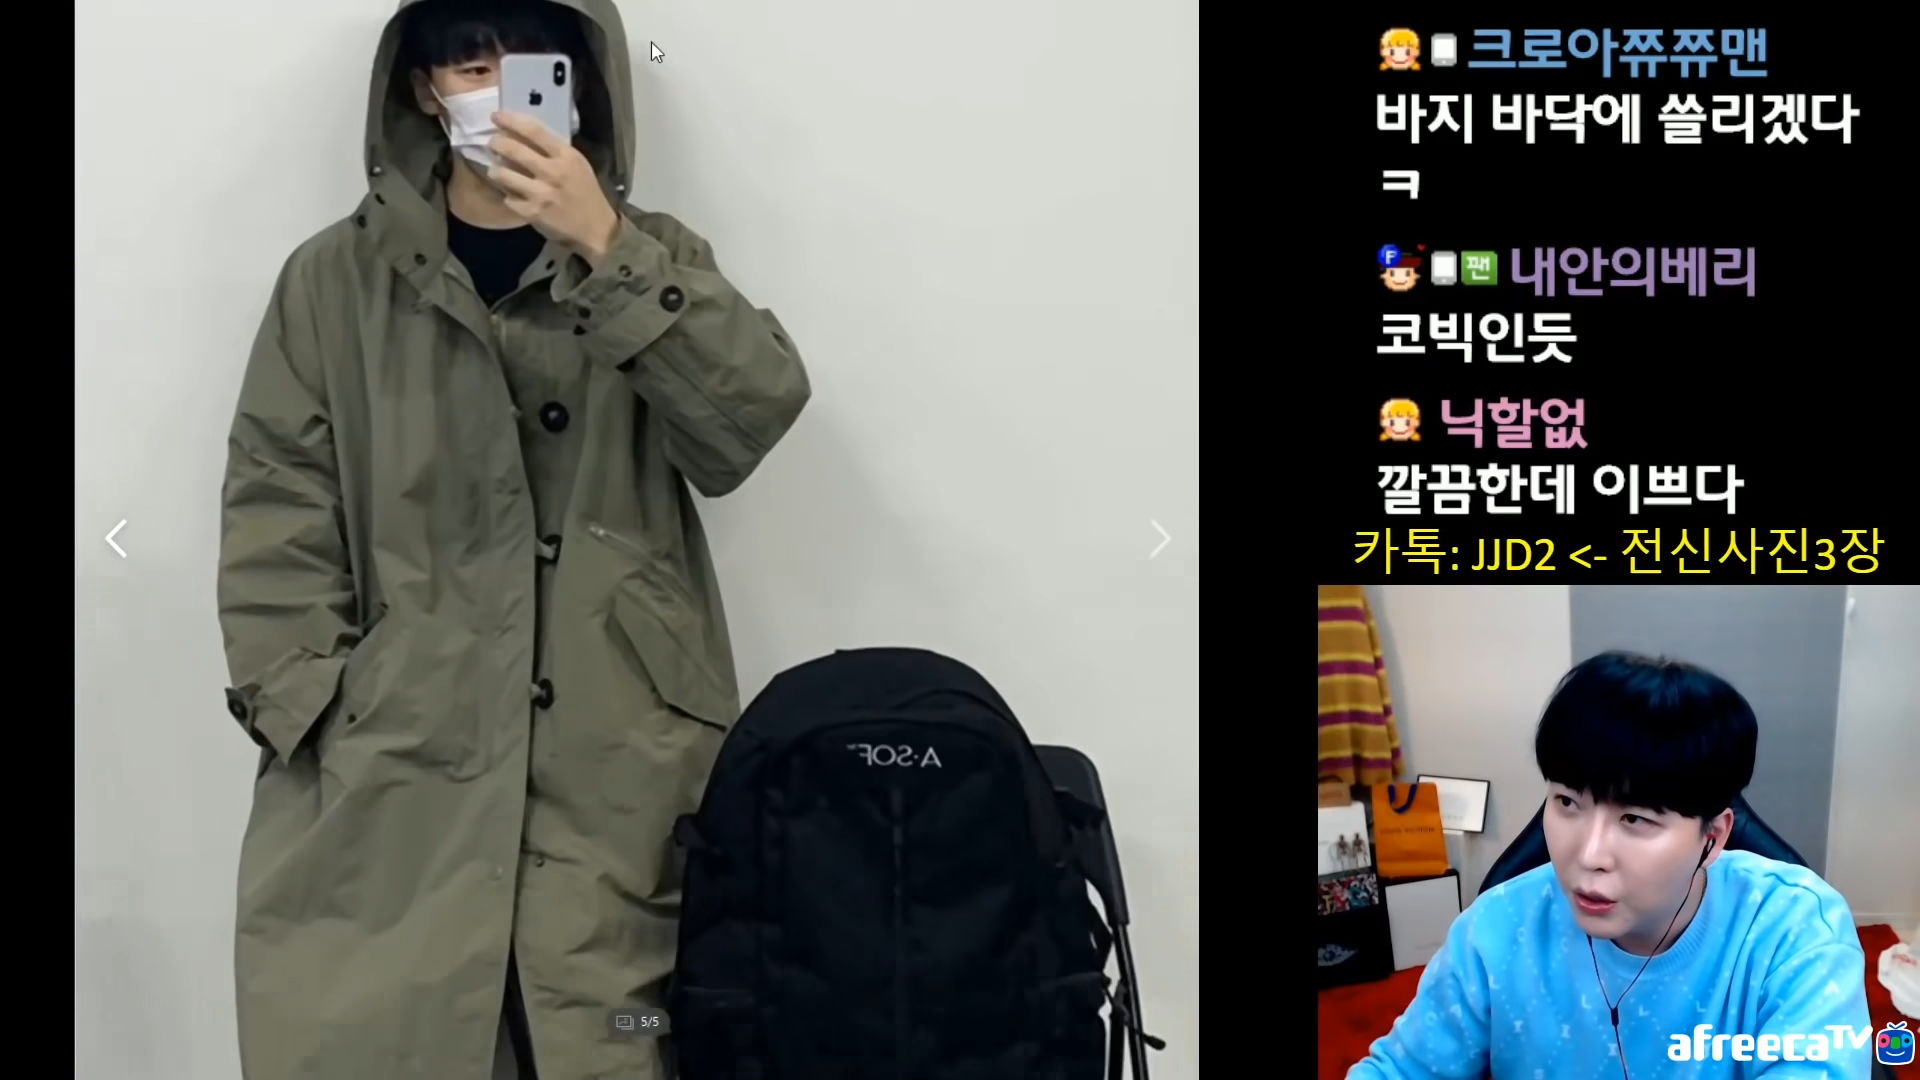 크로아쮸쮸맨
바지 바닥에 쓸리겠다
ㅋ
P
팬 내안의베리
코빅인듯
닉할없
깔끔한데 이쁘다
카톡: JJD2 <- 전신사진3장
A·SOF
5/5
afreecaTV